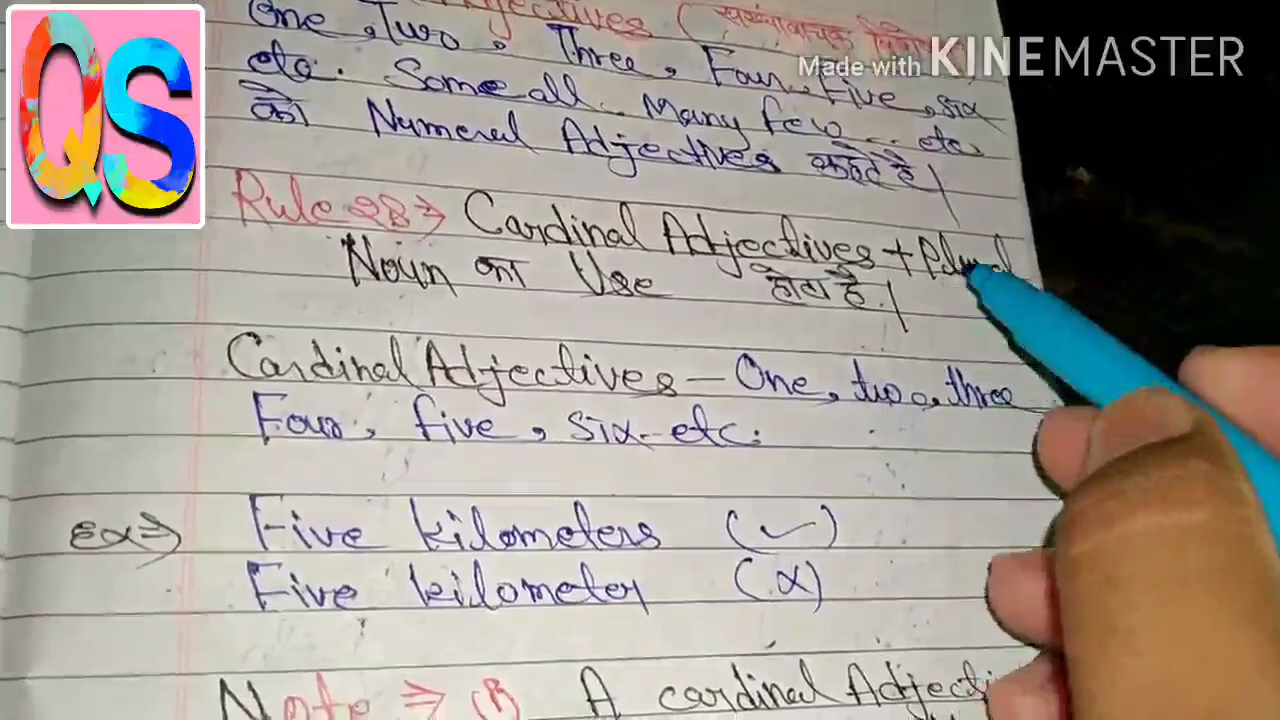 QS
Made with KINEMASTER
Adjectives (संख्यावाचक
One, Two, Three, Four, Five, six
etc. Some all.. Many few... etc.
को Numeral Adjectives कहते है|
Rule 28⇒ Cardinal Adjectives + Plural
Noun का Use होता है|
Cardinal Adjectives – One, two, three
Four, five, six- etc.
Ex⇒ Five kilometers (✓)
Five kilometer (x)
Note ⇒ A cardinal